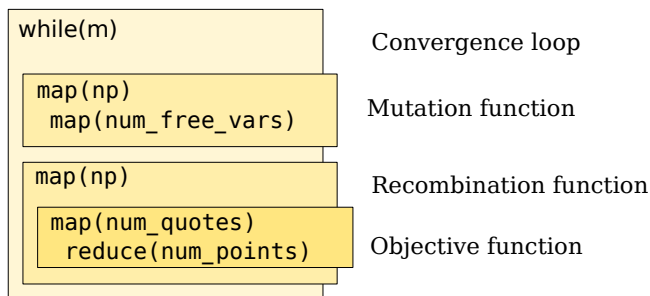 while(m)
Convergence loop
map(np)
map(num_free_vars)
Mutation function
map(np)
Recombination function
map(num_quotes)
reduce(num_points)
Objective function